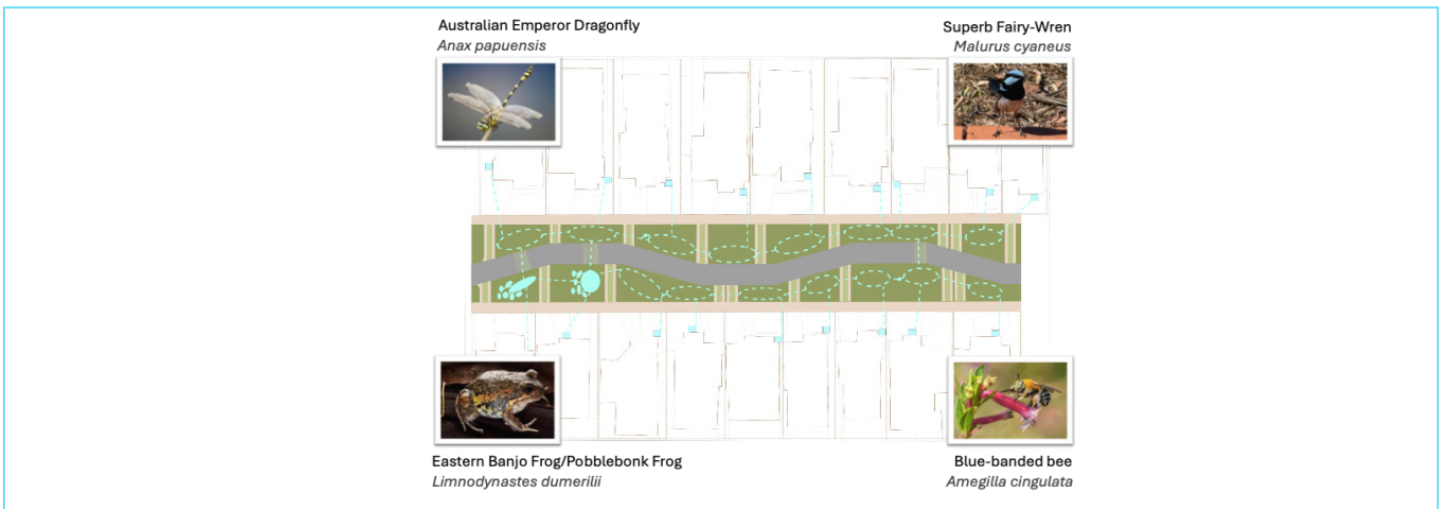 Australian Emperor Dragonfly
Anax papuensis
Superb Fairy-Wren
Malurus cyaneus
Eastern Banjo Frog/Pobblebonk Frog
Limnodynastes dumerilii
Blue-banded bee
Amegilla cingulata